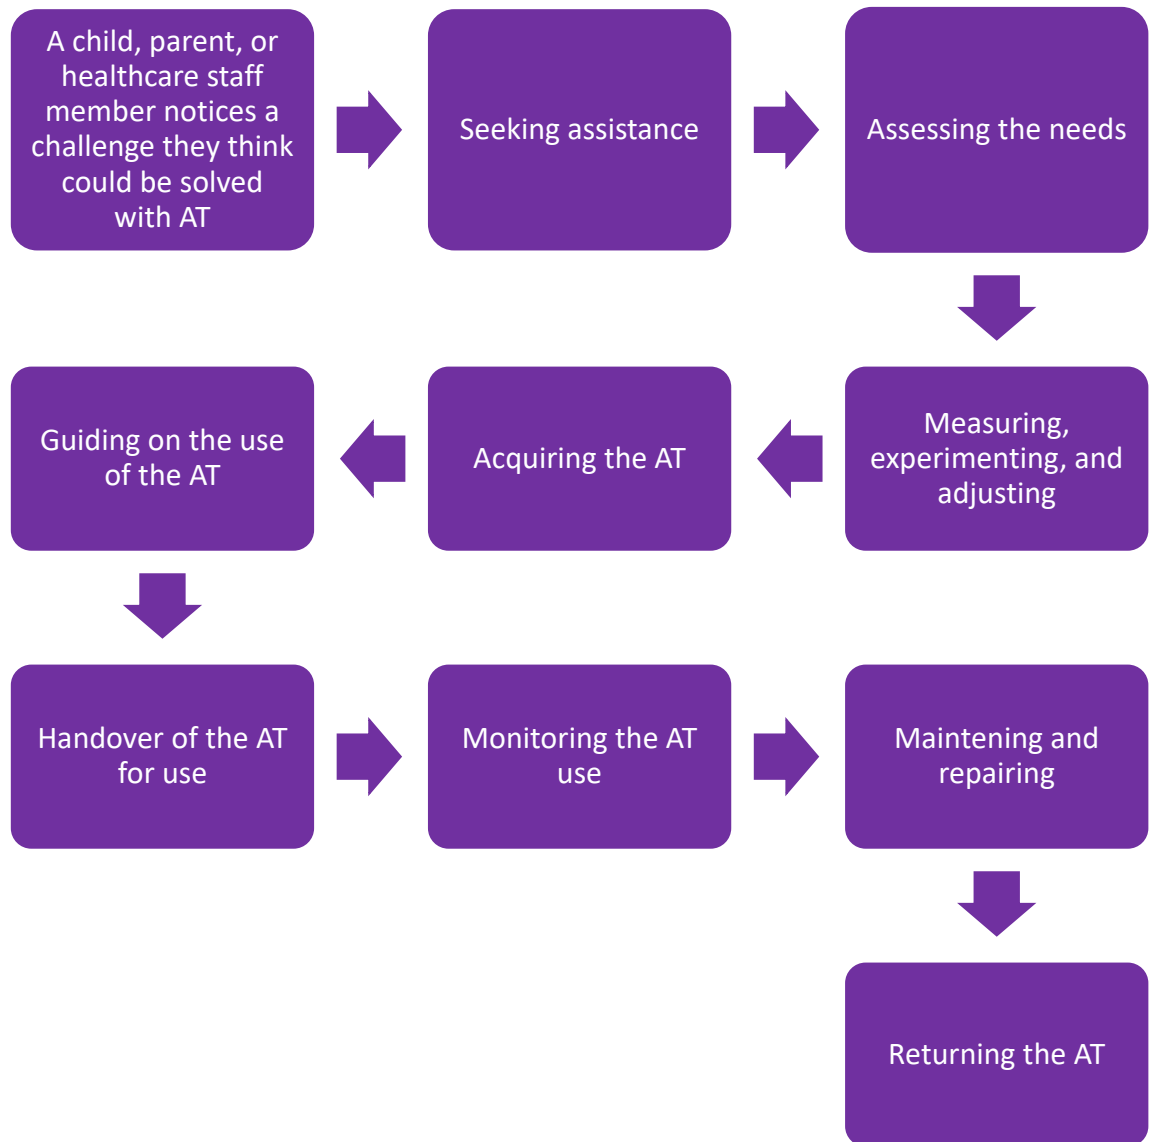 A child, parent, or
healthcare staff
member notices a
challenge they think
could be solved
with AT
Seeking assistance
Assessing the needs
Measuring,
experimenting, and
adjusting
Acquiring the AT
Guiding on the use
of the AT
Handover of the AT
for use
Monitoring the AT
use
Maintening and
repairing
Returning the AT